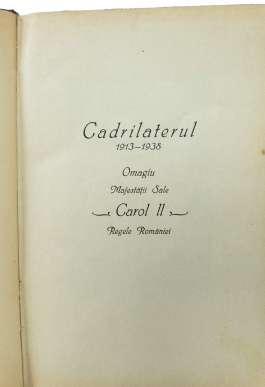 Cadrilaterul
1913—1938
Omagiu
Majestății Sale
Carol II
Regele României